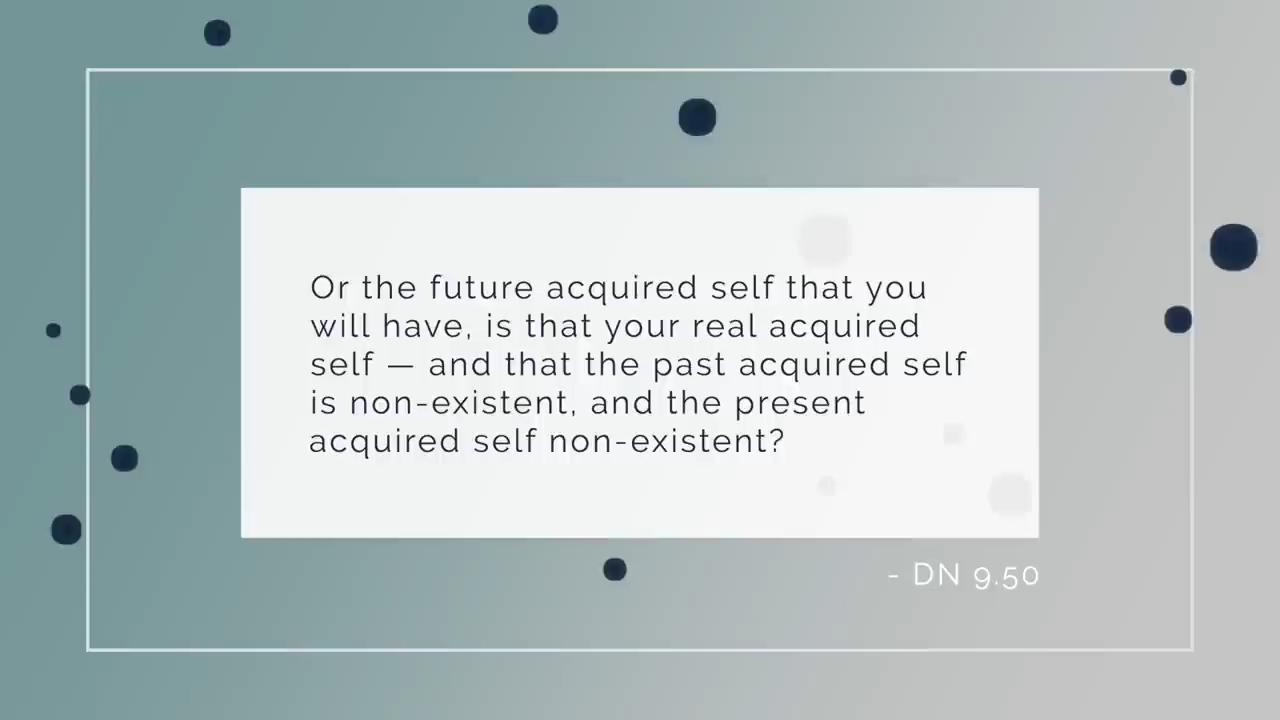 Or the future acquired self that you
will have, is that your real acquired
self — and that the past acquired self
is non-existent, and the present
acquired self non-existent?
- DN 9.50